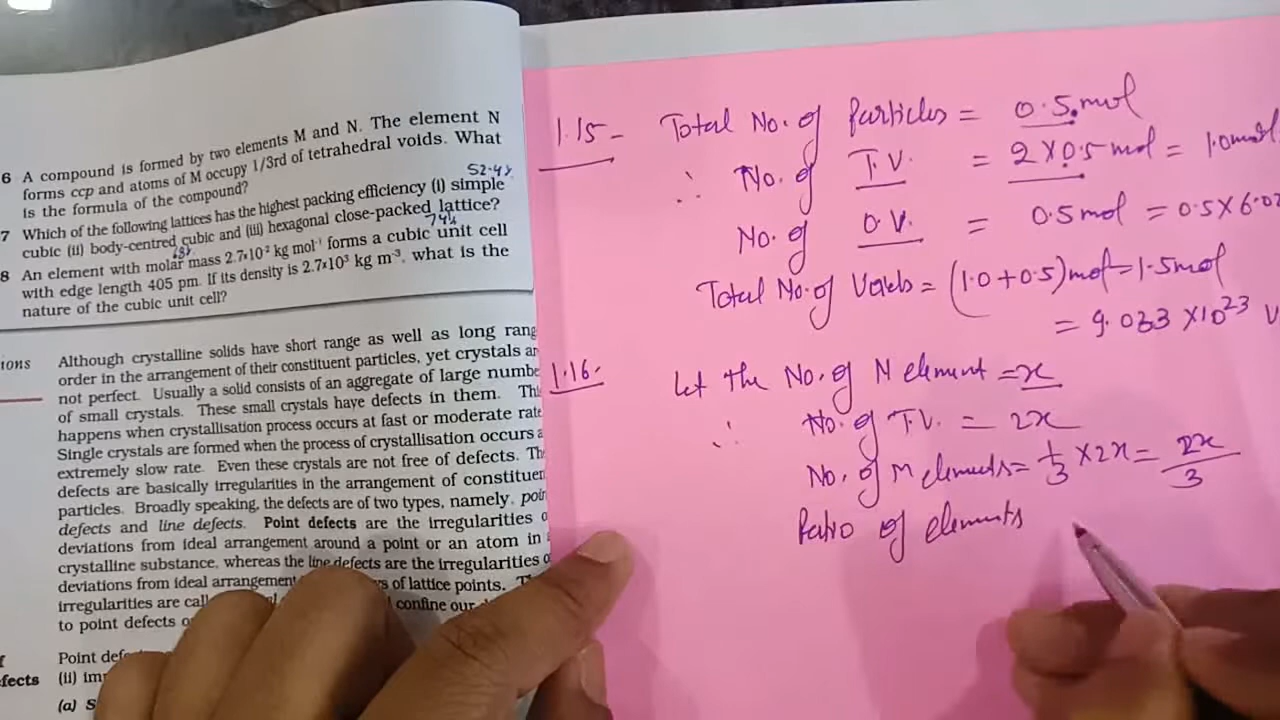 6 A compound is formed by two elements M and N. The element N
forms ccp and atoms of M occupy 1/3rd of tetrahedral voids. What
is the formula of the compound?
52.4%
7 Which of the following lattices has the highest packing efficiency (i) simple
cubic (ii) body-centred cubic and (iii) hexagonal close-packed lattice?
68% 74%
8 An element with molar mass 2.7×10⁻² kg mol⁻¹ forms a cubic unit cell
with edge length 405 pm. If its density is 2.7×10³ kg m⁻³, what is the
nature of the cubic unit cell?
ions
Although crystalline solids have short range as well as long rang
order in the arrangement of their constituent particles, yet crystals ar
not perfect. Usually a solid consists of an aggregate of large numbe
of small crystals. These small crystals have defects in them. Thi
happens when crystallisation process occurs at fast or moderate rate
Single crystals are formed when the process of crystallisation occurs a
extremely slow rate. Even these crystals are not free of defects. Th
defects are basically irregularities in the arrangement of constituen
particles. Broadly speaking, the defects are of two types, namely, poin
defects and line defects. Point defects are the irregularities o
deviations from ideal arrangement around a point or an atom in
crystalline substance, whereas the line defects are the irregularities o
deviations from ideal arrangement of lattice points. T
irregularities are call confine our
to point defects o
Point def
fects (ii) im
(a) S
1.15- Total No. of Particles = 0.5 mol
∴ No. of T.V. = 2×0.5 mol = 1.0 mol
No. of O.V. = 0.5 mol = 0.5×6.02
Total No. of Voids = (1.0+0.5) mol = 1.5 mol
= 9.033 ×10²³ V
1.16. Let the No. of N element = x
∴ No. of T.V. = 2x
No. of M elements = 1/3 ×2x = 2x/3
Ratio of elements